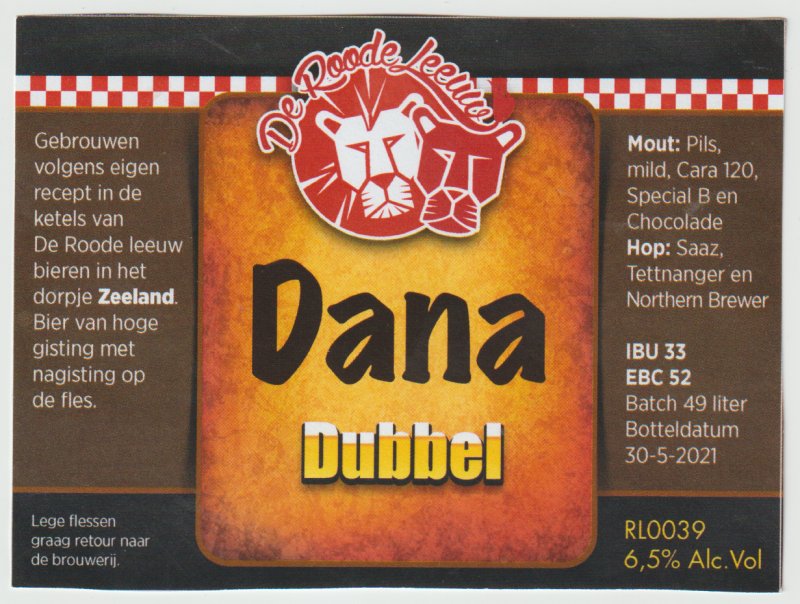 De Roode Leeuw
Gebrouwen
volgens eigen
recept in de
ketels van
De Roode leeuw
bieren in het
dorpje Zeeland.
Bier van hoge
gisting met
nagisting op
de fles.
Lege flessen
graag retour naar
de brouwerij.
Dana
Dubbel
Mout: Pils,
mild, Cara 120,
Special B en
Chocolade
Hop: Saaz,
Tettnanger en
Northern Brewer
IBU 33
EBC 52
Batch 49 liter
Botteldatum
30-5-2021
RL0039
6,5% Alc.Vol